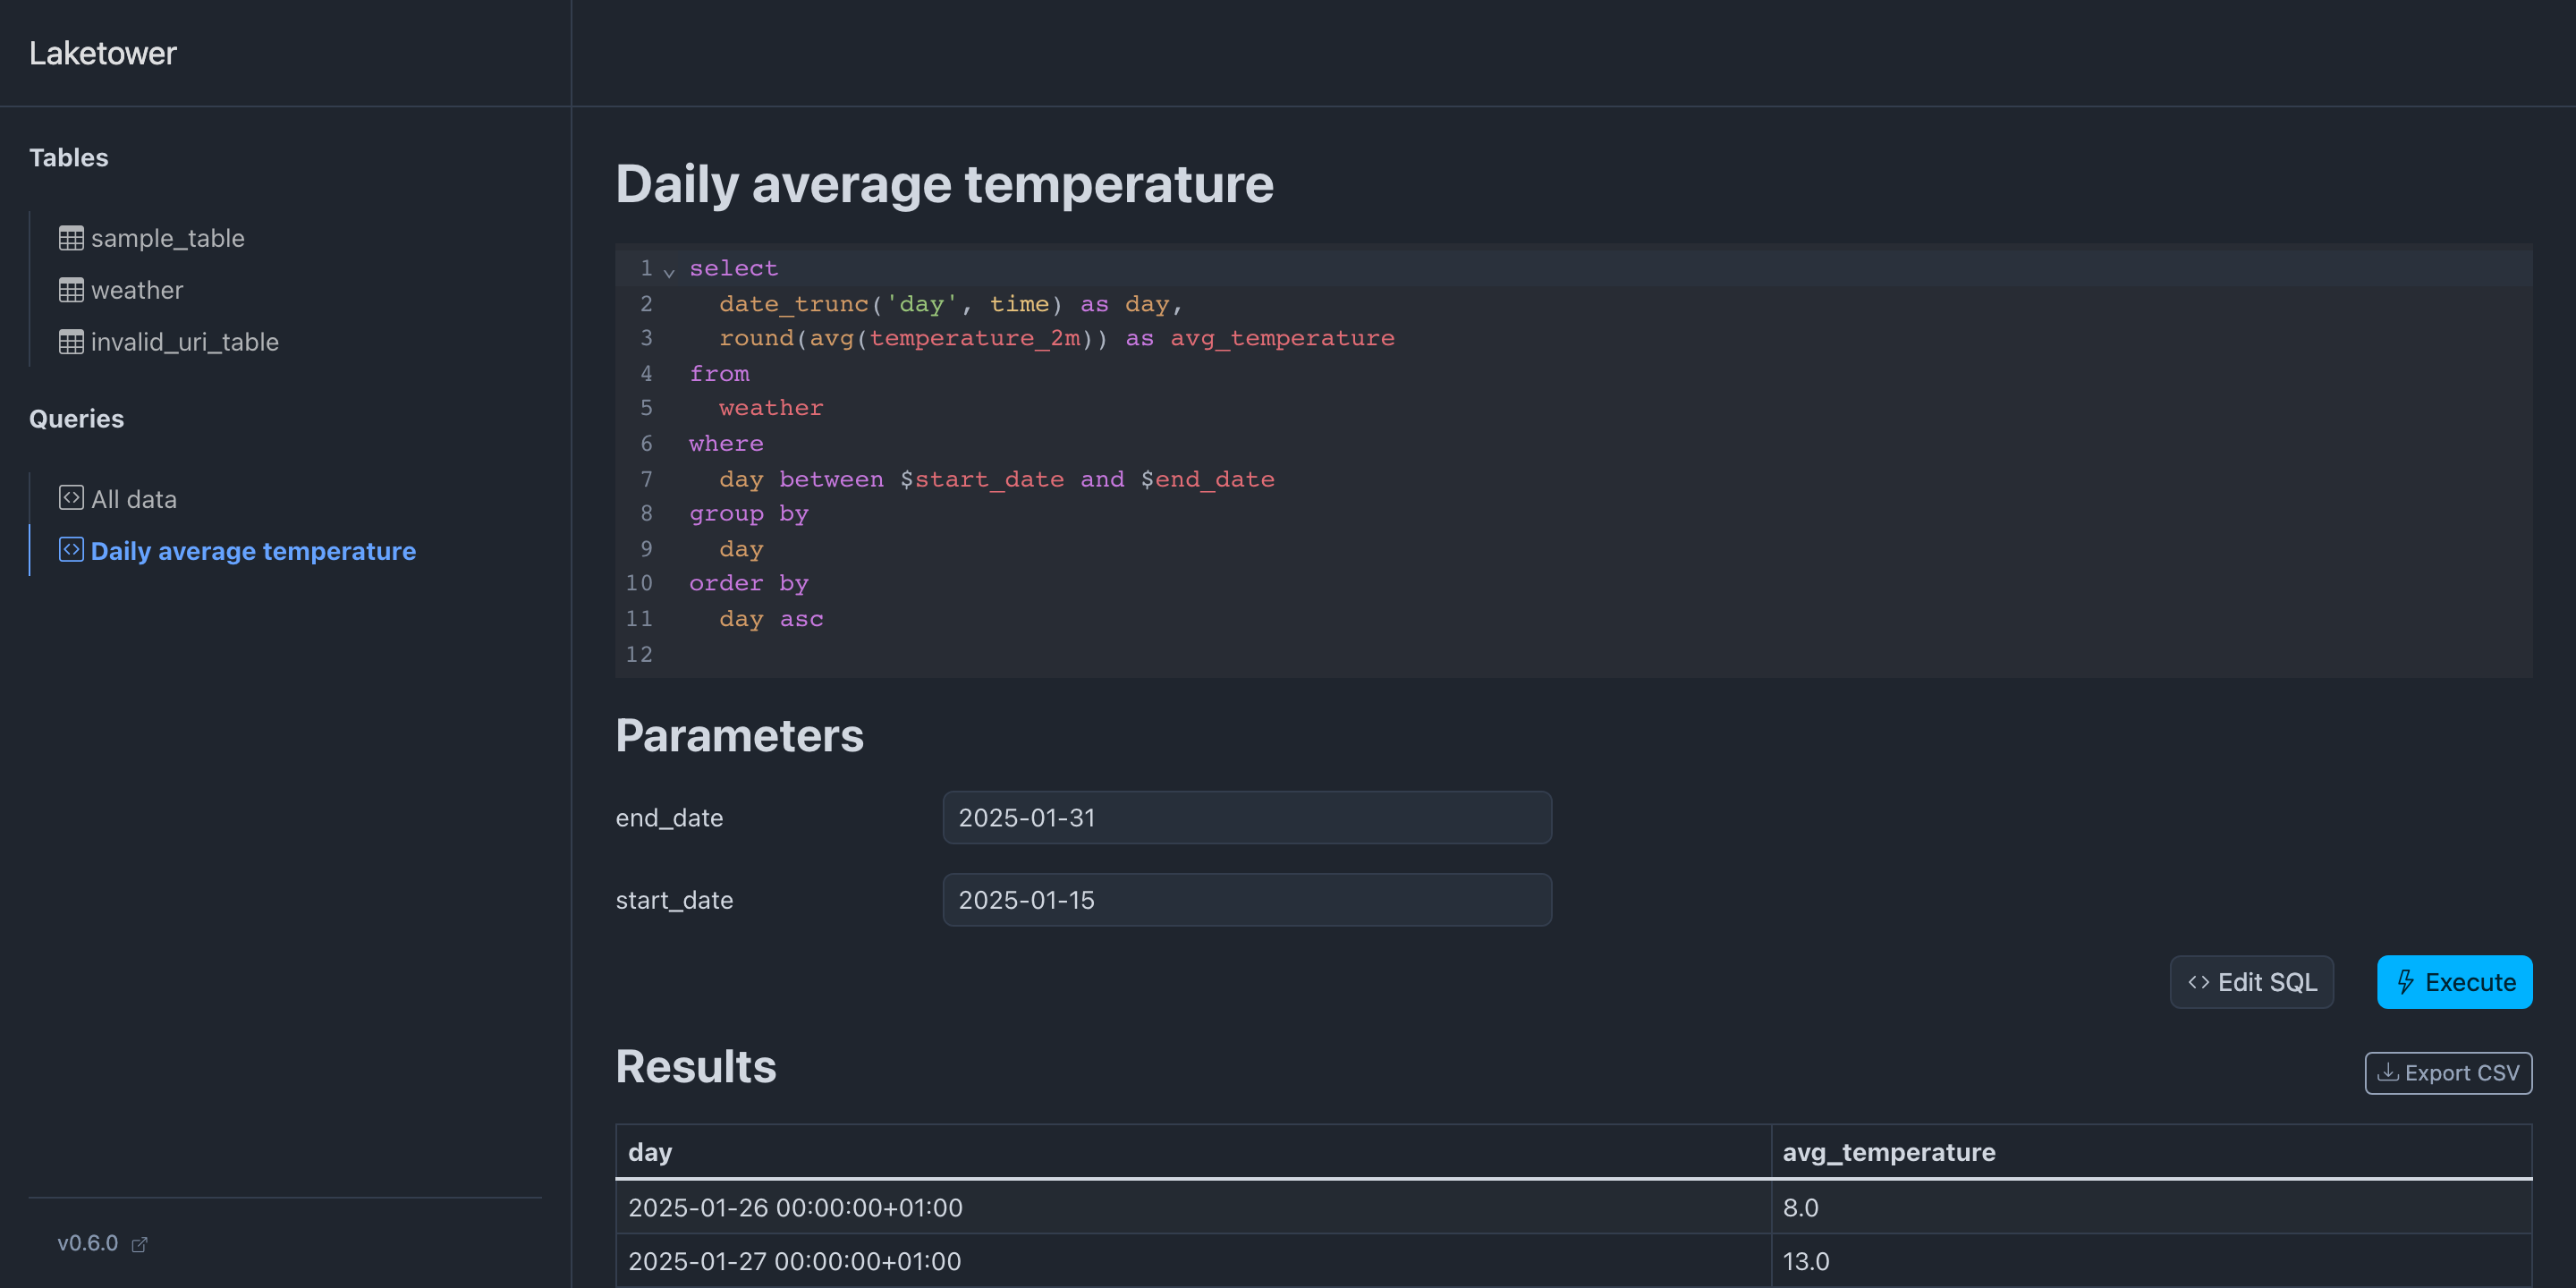 Laketower
Tables
sample_table
weather
invalid_uri_table
Queries
All data
Daily average temperature
v0.6.0
Daily average temperature
1 select
2   date_trunc('day', time) as day,
3   round(avg(temperature_2m)) as avg_temperature
4 from
5   weather
6 where
7   day between $start_date and $end_date
8 group by
9   day
10 order by
11   day asc
12
Parameters
end_date 2025-01-31
start_date 2025-01-15
Edit SQL Execute
Results Export CSV
day avg_temperature
2025-01-26 00:00:00+01:00 8.0
2025-01-27 00:00:00+01:00 13.0